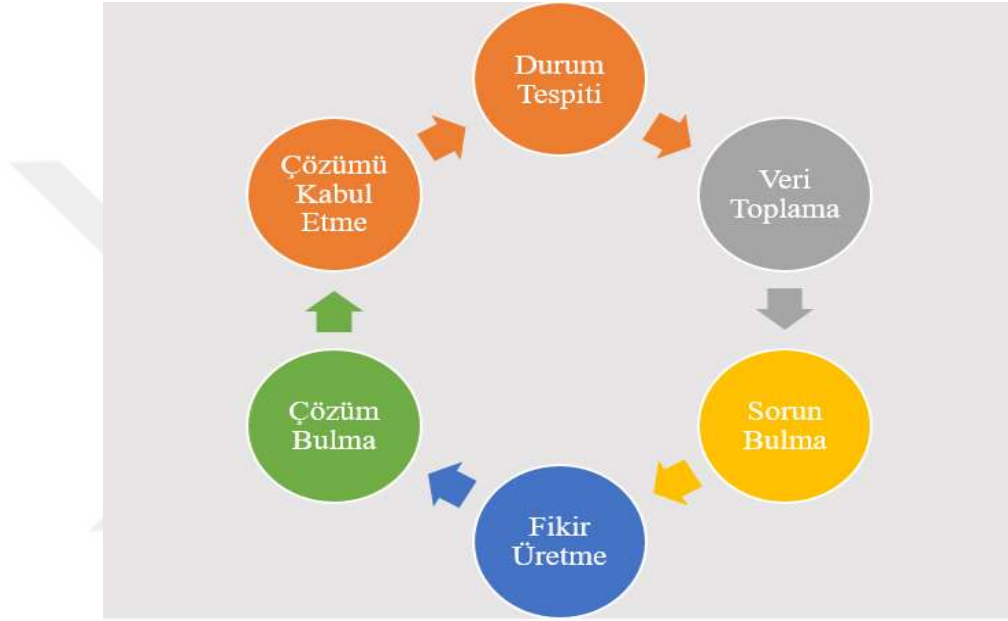 Durum
Tespiti
Veri
Toplama
Sorun
Bulma
Fikir
Üretme
Çözüm
Bulma
Çözümü
Kabul
Etme